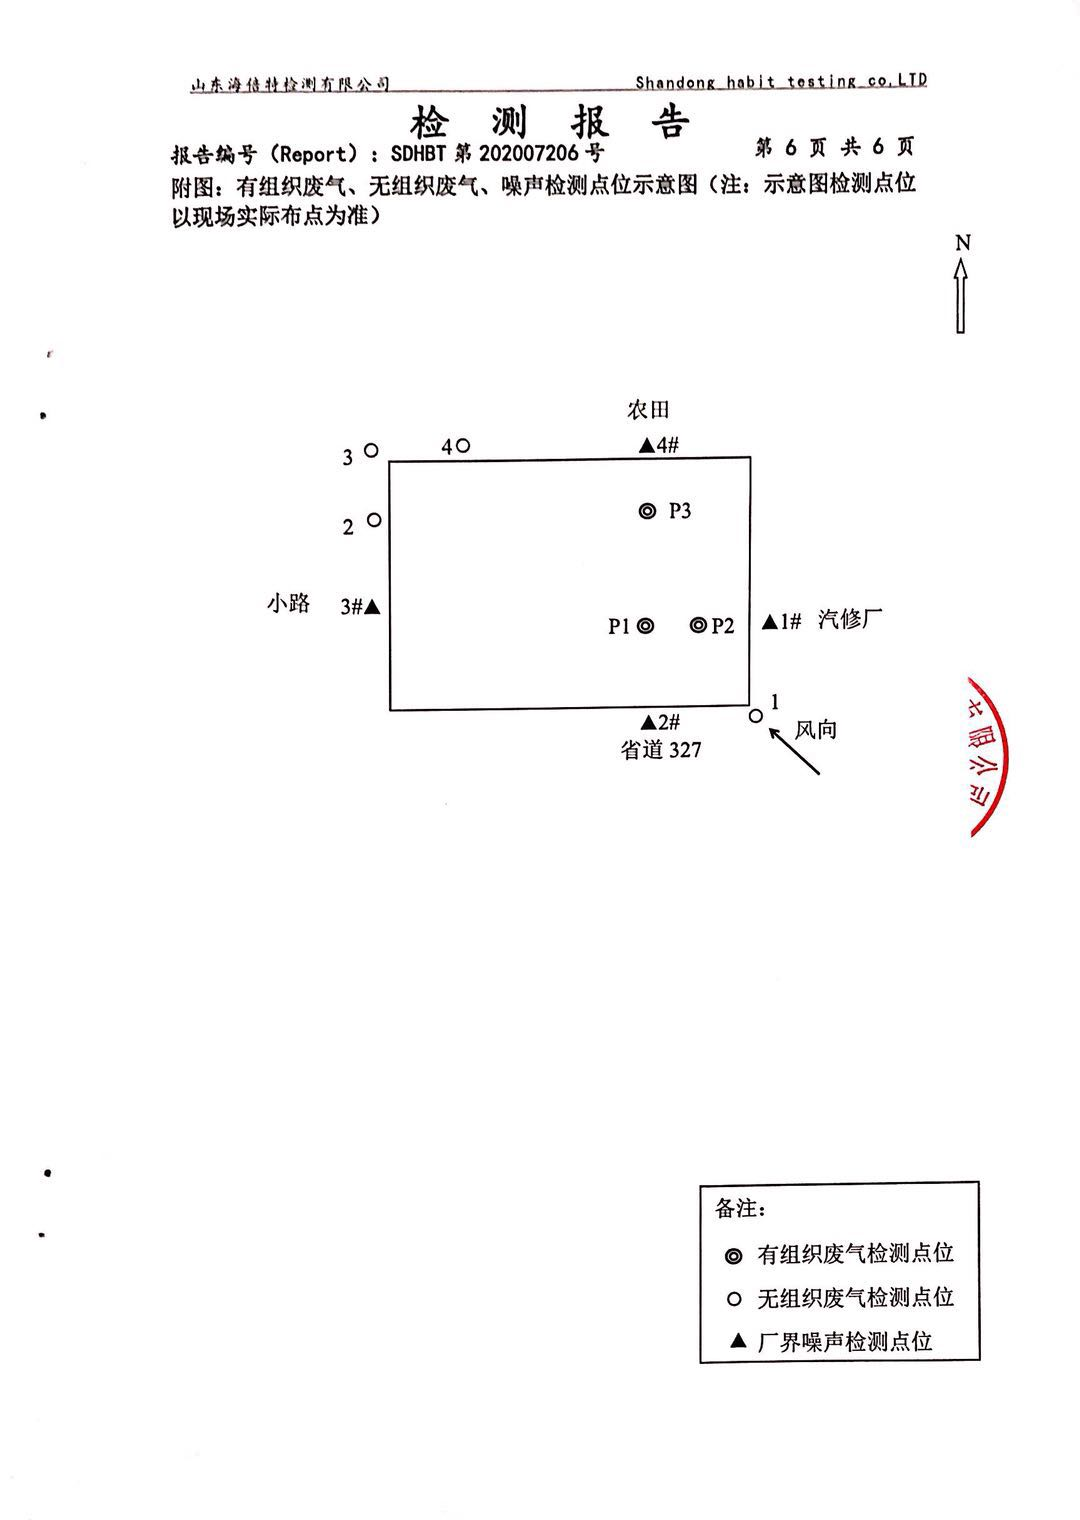 山东海倍特检测有限公司 Shandong habit testing co,LTD
检 测 报 告
报告编号（Report）: SDHBT 第 202007206 号 第 6 页 共 6 页
附图：有组织废气、无组织废气、噪声检测点位示意图（注：示意图检测点位
以现场实际布点为准）
N
农田
3○ 4○ ▲4#
◎ P3
2○
小路 3#▲
P1◎ ◎P2 ▲1# 汽修厂
▲2# ○1
省道 327 风向
限公司
备注：
◎ 有组织废气检测点位
○ 无组织废气检测点位
▲ 厂界噪声检测点位